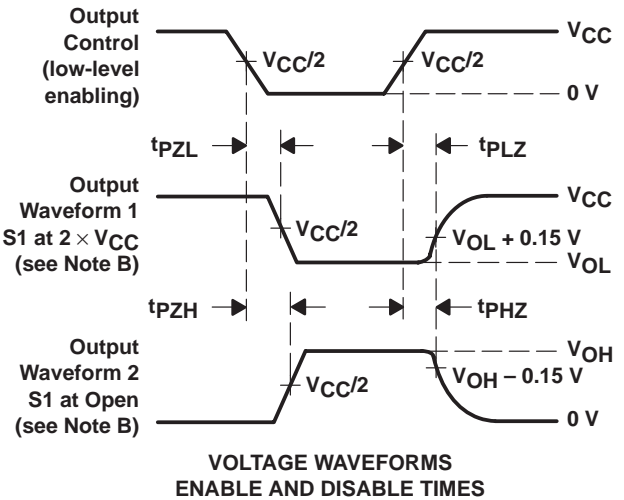 Output
Control
(low-level
enabling)
VCC/2
VCC/2
VCC
0 V
tPZL
tPLZ
Output
Waveform 1
S1 at 2 × VCC
(see Note B)
VCC/2
VCC
VOL + 0.15 V
VOL
tPZH
tPHZ
Output
Waveform 2
S1 at Open
(see Note B)
VCC/2
VOH
VOH – 0.15 V
0 V
VOLTAGE WAVEFORMS
ENABLE AND DISABLE TIMES